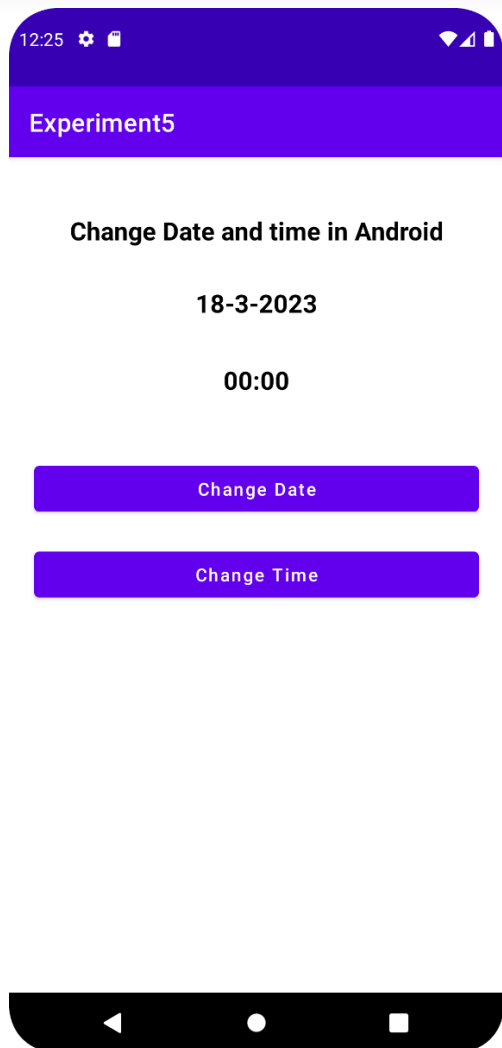 12:25
Experiment5
Change Date and time in Android
18-3-2023
00:00
Change Date
Change Time